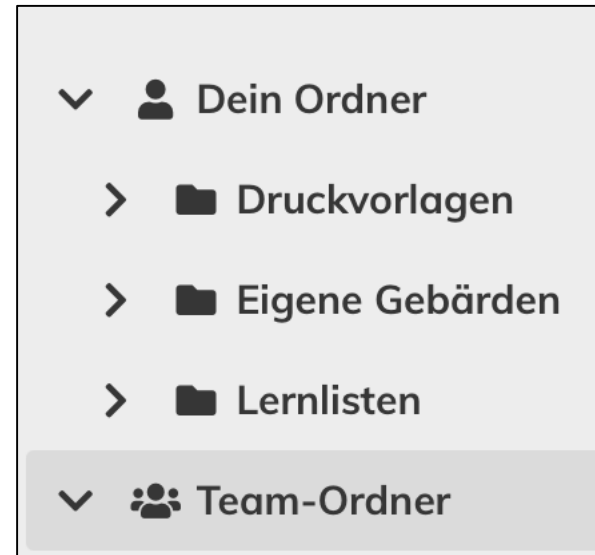 Dein Ordner
Druckvorlagen
Eigene Gebärden
Lernlisten
Team-Ordner